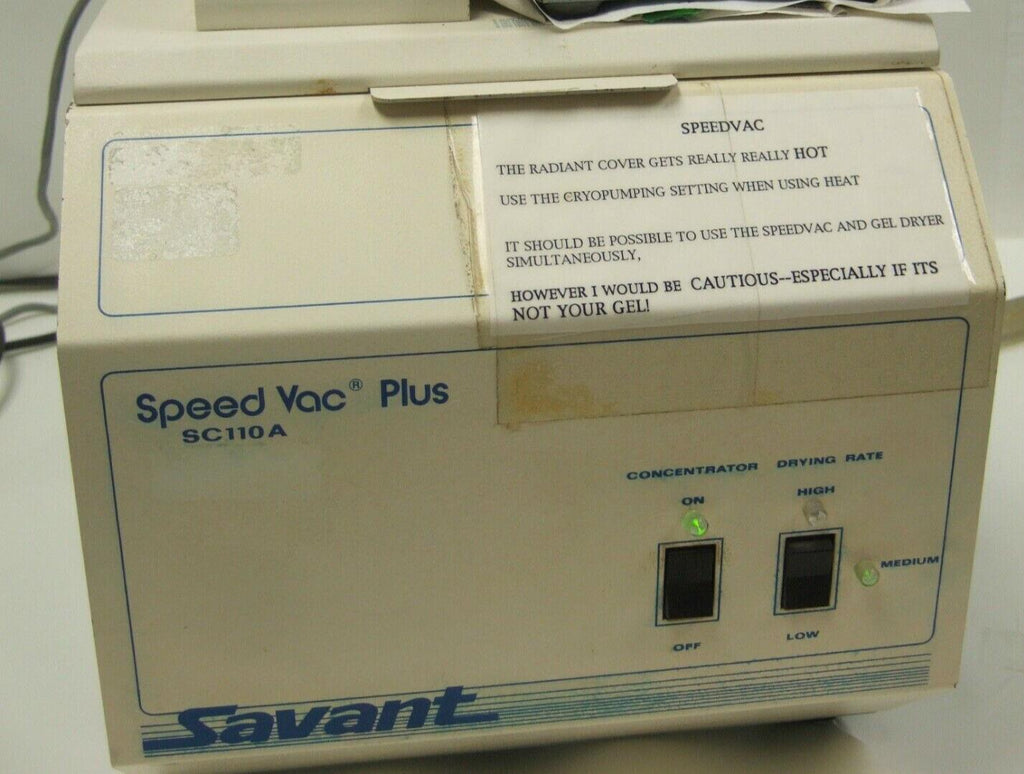 SPEEDVAC
THE RADIANT COVER GETS REALLY REALLY HOT
USE THE CRYOPUMPING SETTING WHEN USING HEAT
IT SHOULD BE POSSIBLE TO USE THE SPEEDVAC AND GEL DRYER
SIMULTANEOUSLY,
HOWEVER I WOULD BE CAUTIOUS--ESPECIALLY IF ITS
NOT YOUR GEL!
Speed Vac® Plus
SC110A
CONCENTRATOR DRYING RATE
ON HIGH
MEDIUM
OFF LOW
Savant